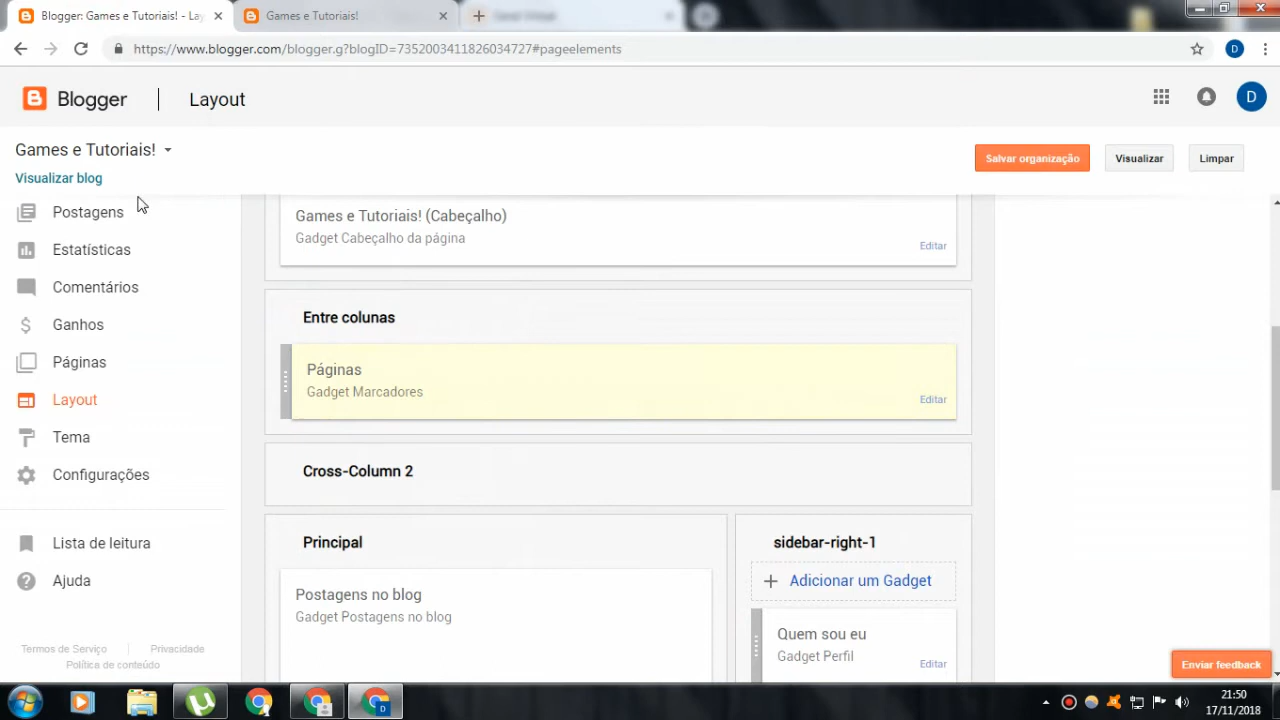 Blogger: Games e Tutoriais! - Lay
Games e Tutoriais!
https://www.blogger.com/blogger.g?blogID=7352003411826034727#pageelements
D
Blogger
Layout
D
Games e Tutoriais!
Salvar organização
Visualizar
Limpar
Visualizar blog
Postagens
Estatísticas
Comentários
Ganhos
Páginas
Layout
Tema
Configurações
Lista de leitura
Ajuda
Termos de Serviço
Privacidade
Política de conteúdo
Games e Tutoriais! (Cabeçalho)
Gadget Cabeçalho da página
Editar
Entre colunas
Páginas
Gadget Marcadores
Editar
Cross-Column 2
Principal
Postagens no blog
Gadget Postagens no blog
sidebar-right-1
Adicionar um Gadget
Quem sou eu
Gadget Perfil
Editar
Enviar feedback
D
21:50
17/11/2018